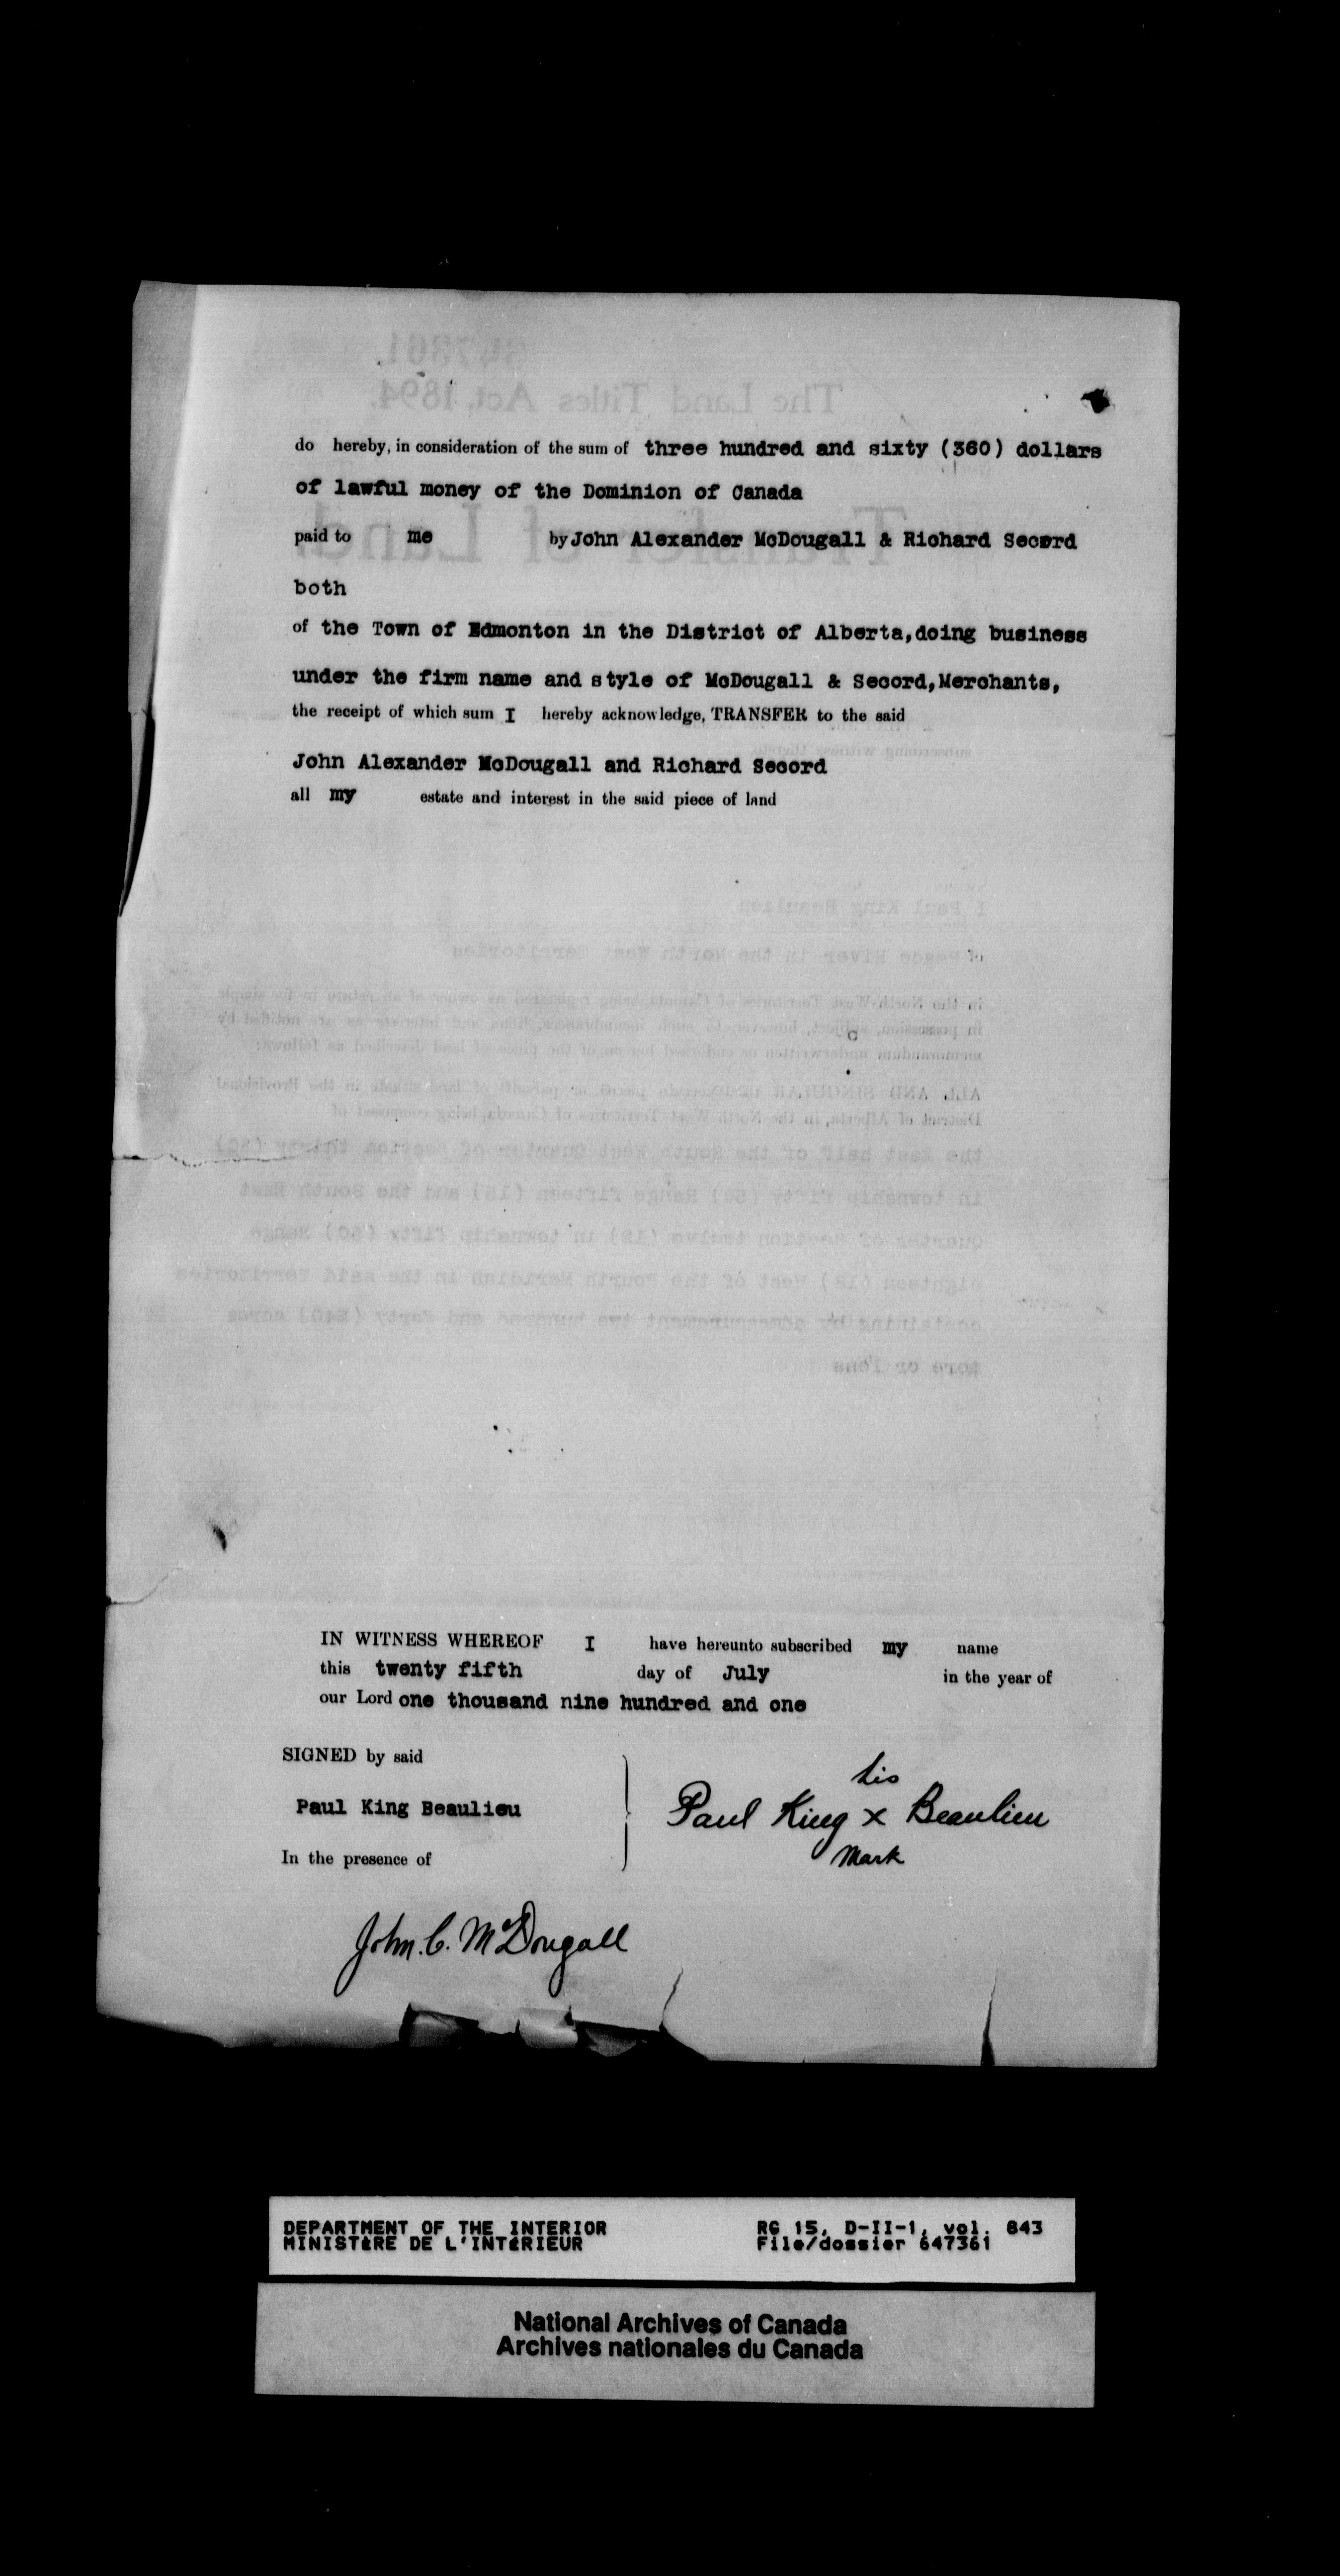 do hereby, in consideration of the sum of three hundred and sixty (360) dollars
of lawful money of the Dominion of Canada
paid to me by John Alexander McDougall & Richard Secord
both
of the Town of Edmonton in the District of Alberta, doing business
under the firm name and style of McDougall & Secord, Merchants,
the receipt of which sum I hereby acknowledge, TRANSFER to the said
John Alexander McDougall and Richard Secord
all my estate and interest in the said piece of land
IN WITNESS WHEREOF I have hereunto subscribed my name
this twenty fifth day of July in the year of
our Lord one thousand nine hundred and one
SIGNED by said
Paul King Beaulieu
In the presence of
his
Paul King x Beaulieu
Mark
John. C. McDougall
DEPARTMENT OF THE INTERIOR RG 15, D-II-1, vol. 843
MINISTÈRE DE L'INTÉRIEUR File/dossier 647361
National Archives of Canada
Archives nationales du Canada